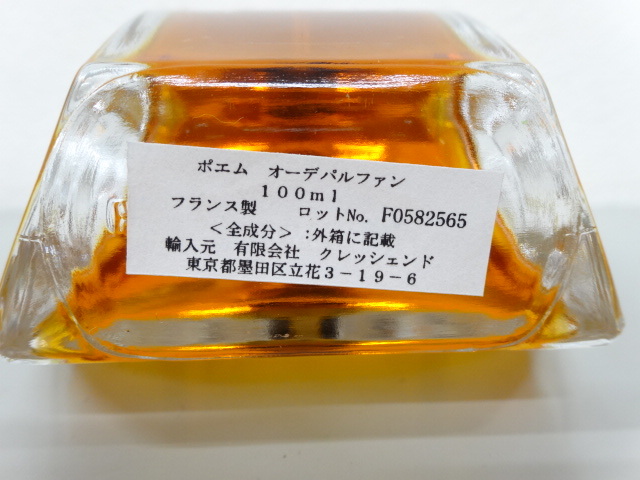 ポエム　オーデパルファン
１００ｍｌ
フランス製　　ロットNo. F0582565
＜全成分＞：外箱に記載
輸入元　有限会社　クレッシェンド
東京都墨田区立花３－１９－６